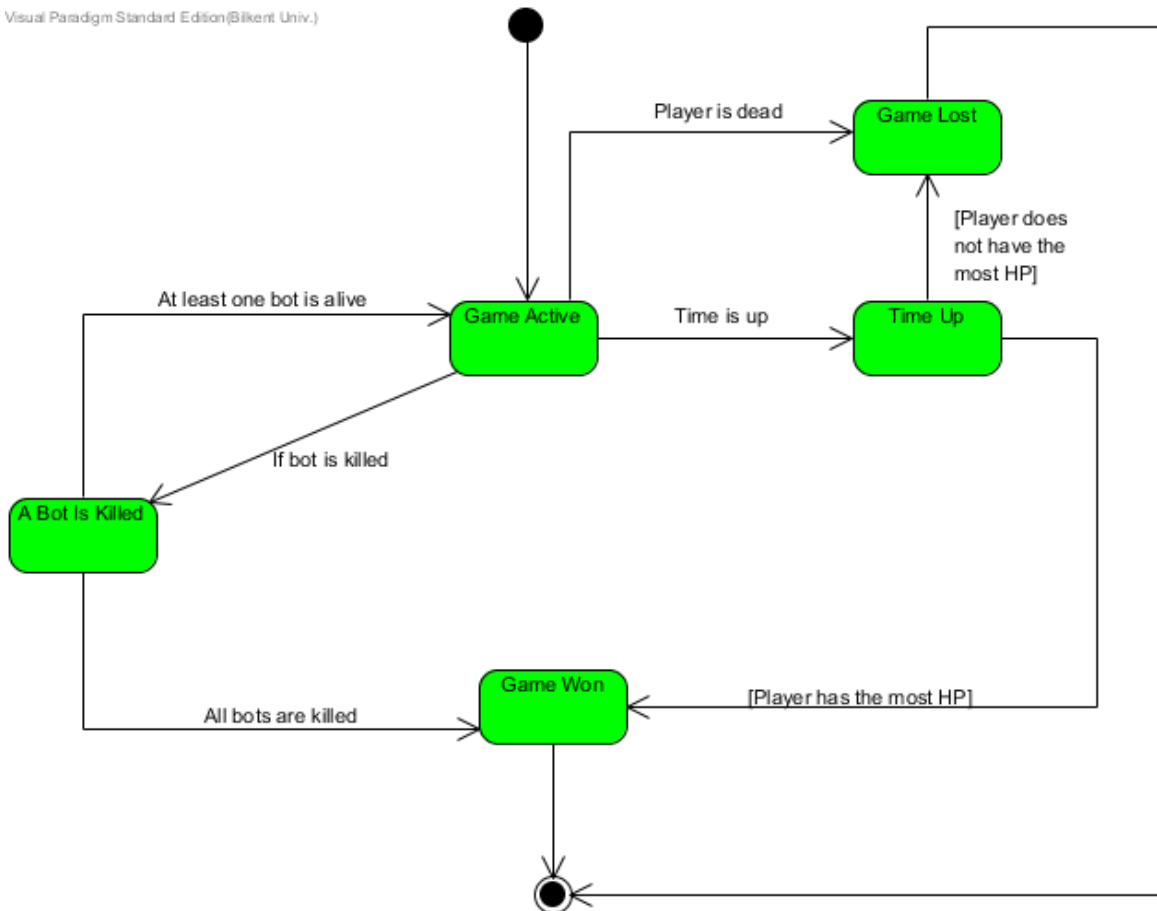 Visual Paradigm Standard Edition(Bilkent Univ.)
Player is dead
Game Lost
[Player does
not have the
most HP]
At least one bot is alive
Game Active
Time is up
Time Up
If bot is killed
A Bot Is Killed
Game Won
[Player has the most HP]
All bots are killed